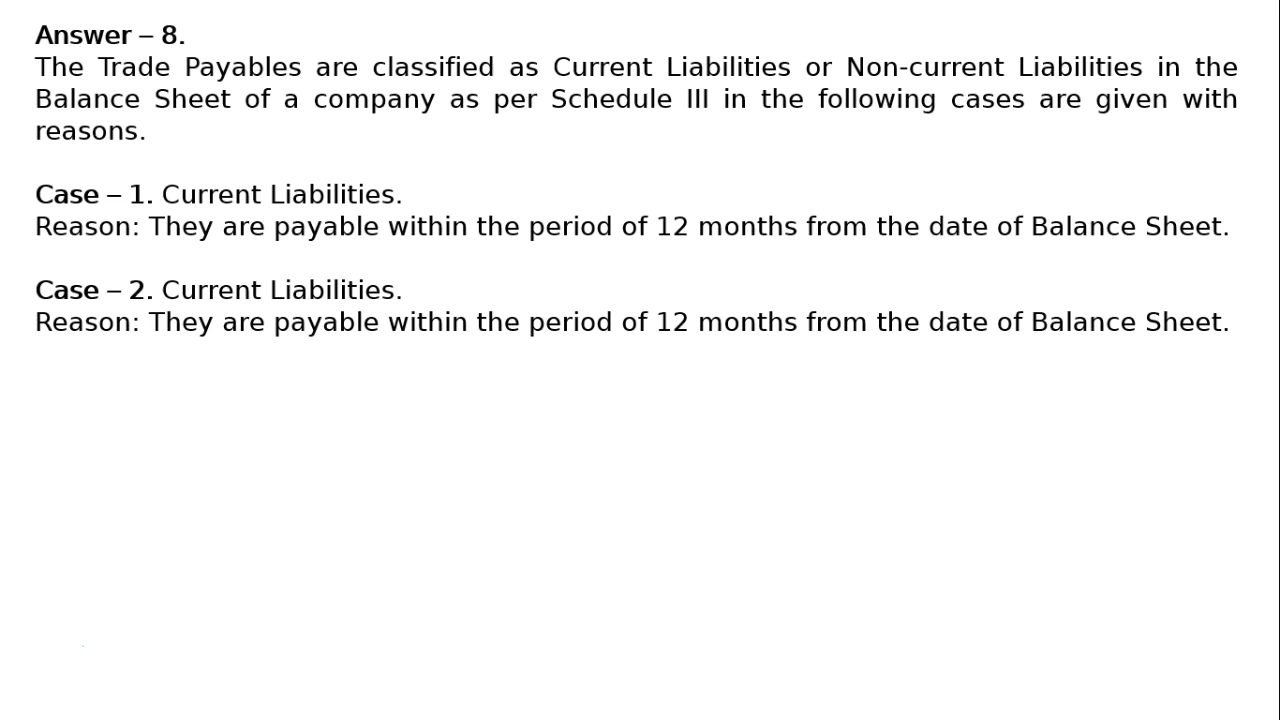 Answer – 8.
The Trade Payables are classified as Current Liabilities or Non-current Liabilities in the
Balance Sheet of a company as per Schedule III in the following cases are given with
reasons.
Case – 1. Current Liabilities.
Reason: They are payable within the period of 12 months from the date of Balance Sheet.
Case – 2. Current Liabilities.
Reason: They are payable within the period of 12 months from the date of Balance Sheet.